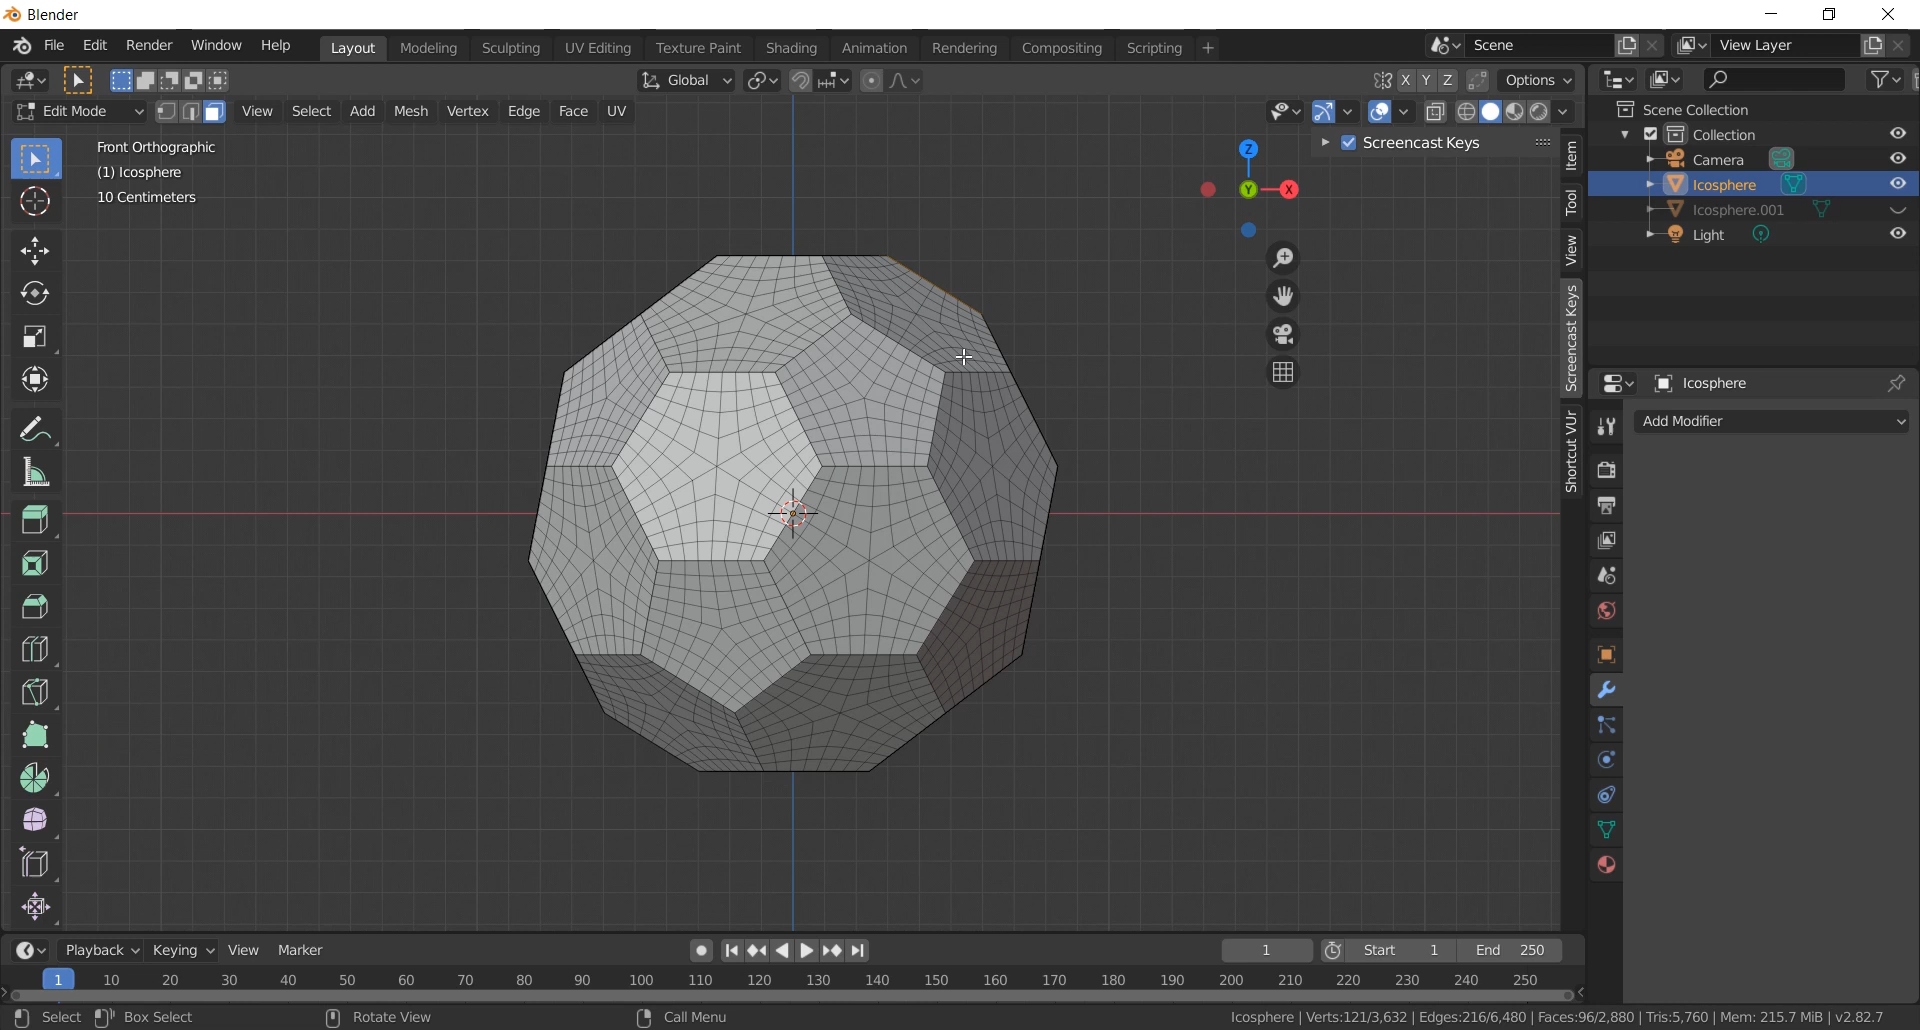 Blender
File Edit Render Window Help Layout Modeling Sculpting UV Editing Texture Paint Shading Animation Rendering Compositing Scripting + Scene View Layer
Global X Y Z Options
Edit Mode View Select Add Mesh Vertex Edge Face UV
Front Orthographic
(1) Icosphere
10 Centimeters
Screencast Keys
Z
Y
X
Item
Tool
View
Screencast Keys
Shortcut VUr
Scene Collection
Collection
Camera
Icosphere
Icosphere.001
Light
Icosphere
Add Modifier
Playback Keying View Marker 1 Start 1 End 250
1 10 20 30 40 50 60 70 80 90 100 110 120 130 140 150 160 170 180 190 200 210 220 230 240 250
Select Box Select Rotate View Call Menu Icosphere | Verts:121/3,632 | Edges:216/6,480 | Faces:96/2,880 | Tris:5,760 | Mem: 215.7 MiB | v2.82.7